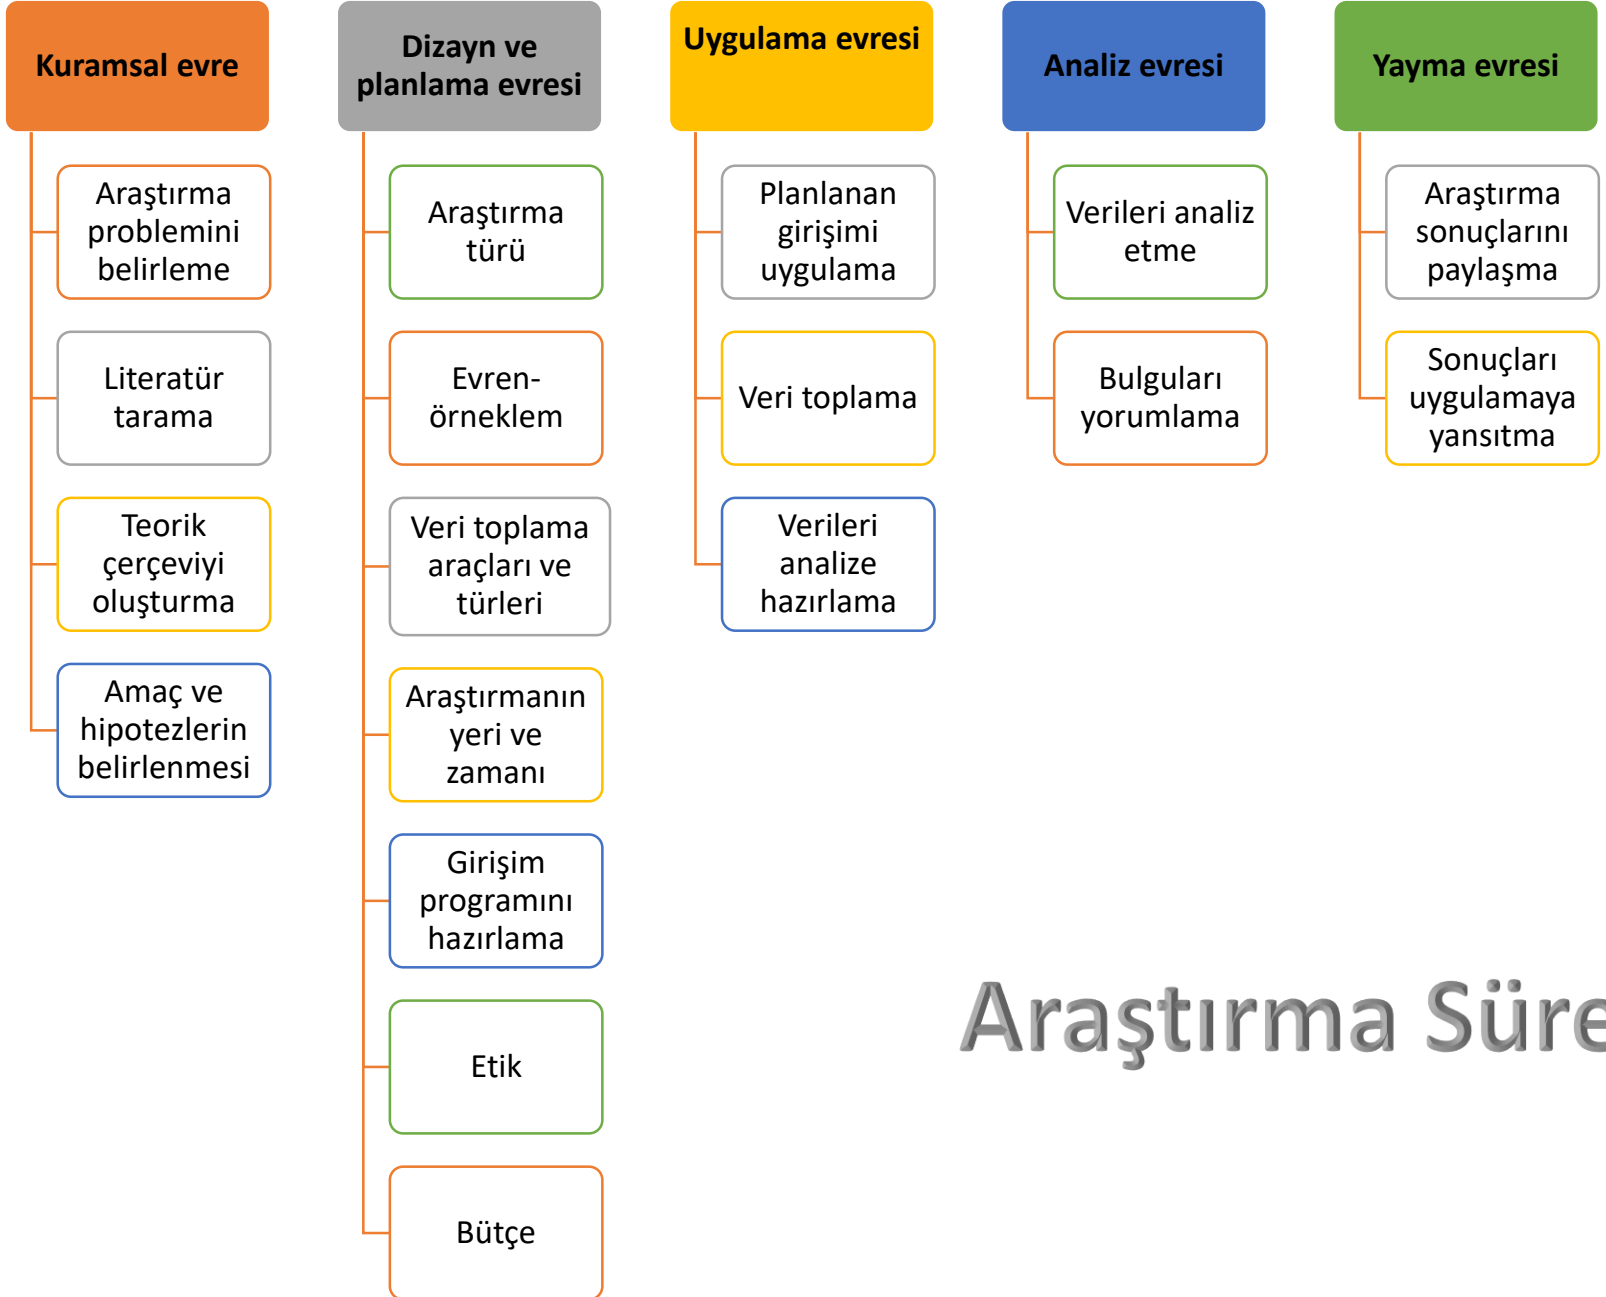 Kuramsal evre
Araştırma
problemini
belirleme
Literatür
tarama
Teorik
çerçeviyi
oluşturma
Amaç ve
hipotezlerin
belirlenmesi
Dizayn ve
planlama evresi
Araştırma
türü
Evren-
örneklem
Veri toplama
araçları ve
türleri
Araştırmanın
yeri ve
zamanı
Girişim
programını
hazırlama
Etik
Bütçe
Uygulama evresi
Planlanan
girişimi
uygulama
Veri toplama
Verileri
analize
hazırlama
Analiz evresi
Verileri analiz
etme
Bulguları
yorumlama
Yayma evresi
Araştırma
sonuçlarını
paylaşma
Sonuçları
uygulamaya
yansıtma
Araştırma Süre